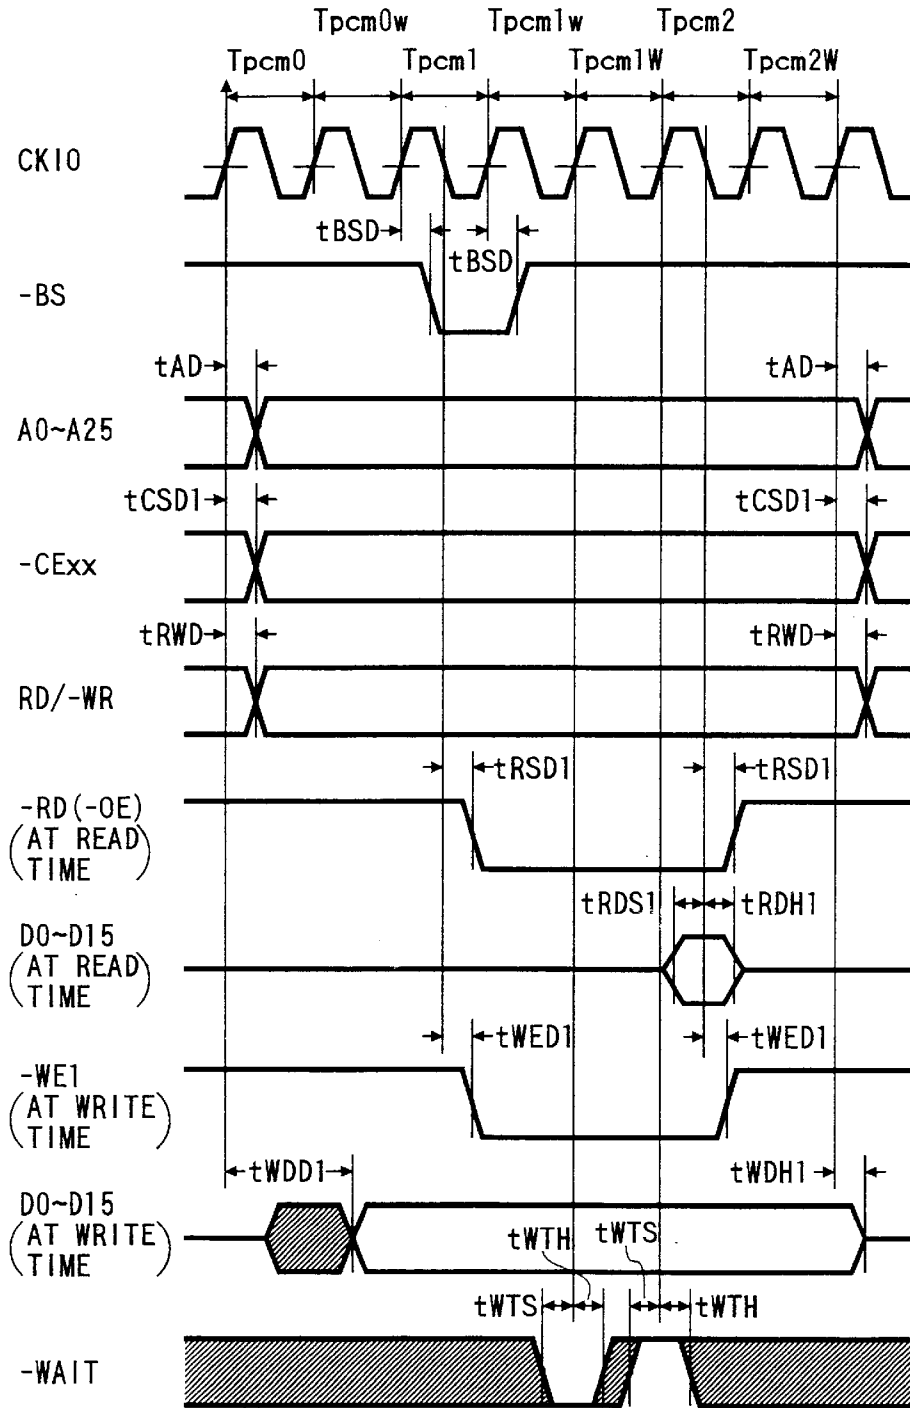 Tpcm0w Tpcm1w Tpcm2
Tpcm0 Tpcm1 Tpcm1W Tpcm2W
CKIO
tBSD
tBSD
-BS
tAD tAD
A0~A25
tCSD1 tCSD1
-CExx
tRWD tRWD
RD/-WR
tRSD1 tRSD1
-RD(-OE)
(AT READ
TIME)
tRDS1 tRDH1
D0~D15
(AT READ
TIME)
tWED1 tWED1
-WE1
(AT WRITE
TIME)
tWDD1 tWDH1
D0~D15
(AT WRITE
TIME)
tWTH tWTS
tWTS tWTH
-WAIT